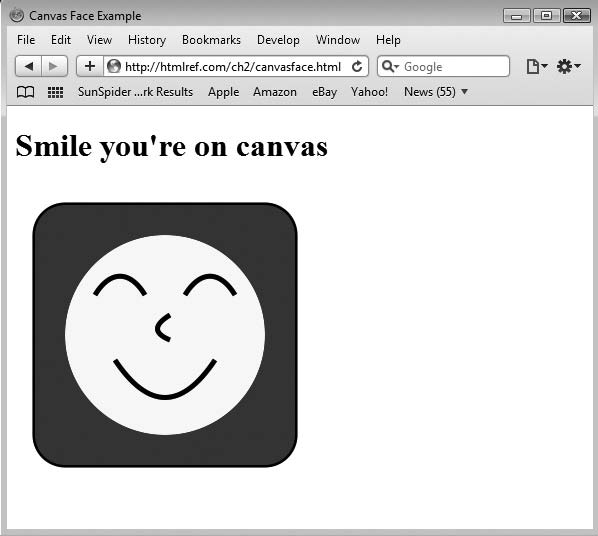 Canvas Face Example
File Edit View History Bookmarks Develop Window Help
http://htmlref.com/ch2/canvasface.html Google
SunSpider ...rk Results Apple Amazon eBay Yahoo! News (55)
Smile you're on canvas